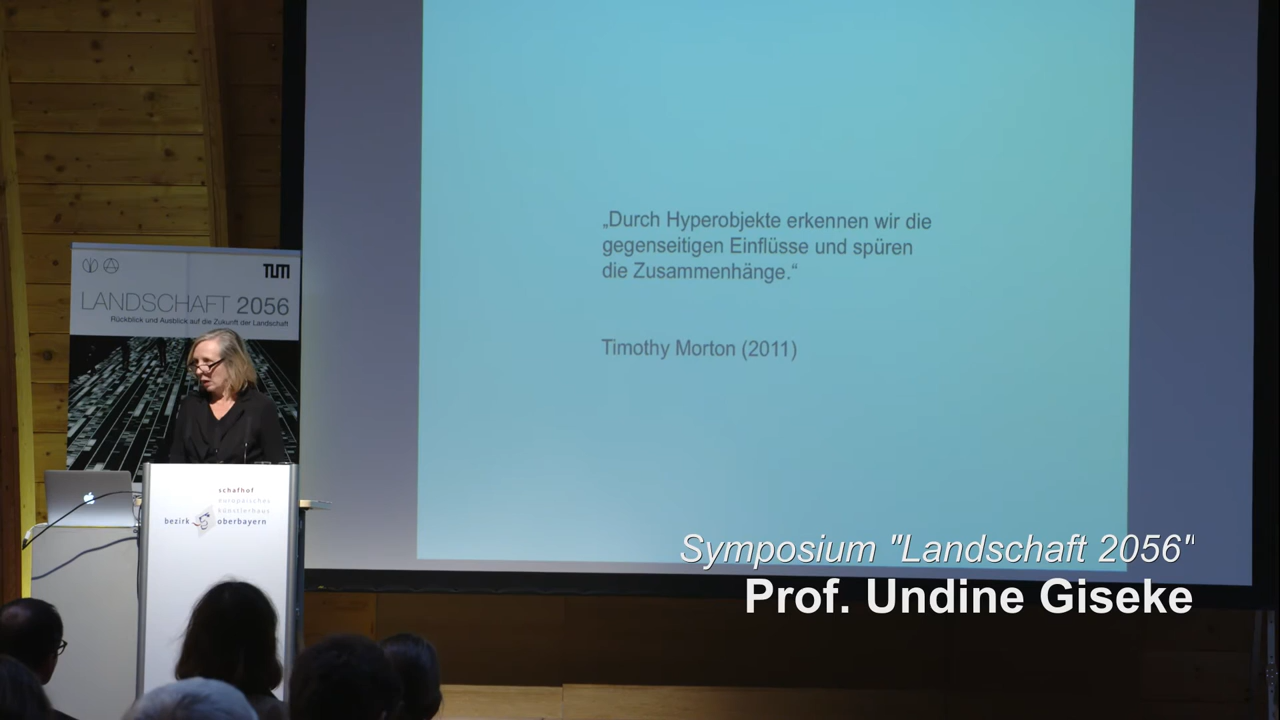 „Durch Hyperobjekte erkennen wir die
gegenseitigen Einflüsse und spüren
die Zusammenhänge.“
Timothy Morton (2011)
TUM
LANDSCHAFT 2056
Rückblick und Ausblick auf die Zukunft der Landschaft
schafhof
europäisches
künstlerhaus
bezirk oberbayern
Symposium "Landschaft 2056"
Prof. Undine Giseke